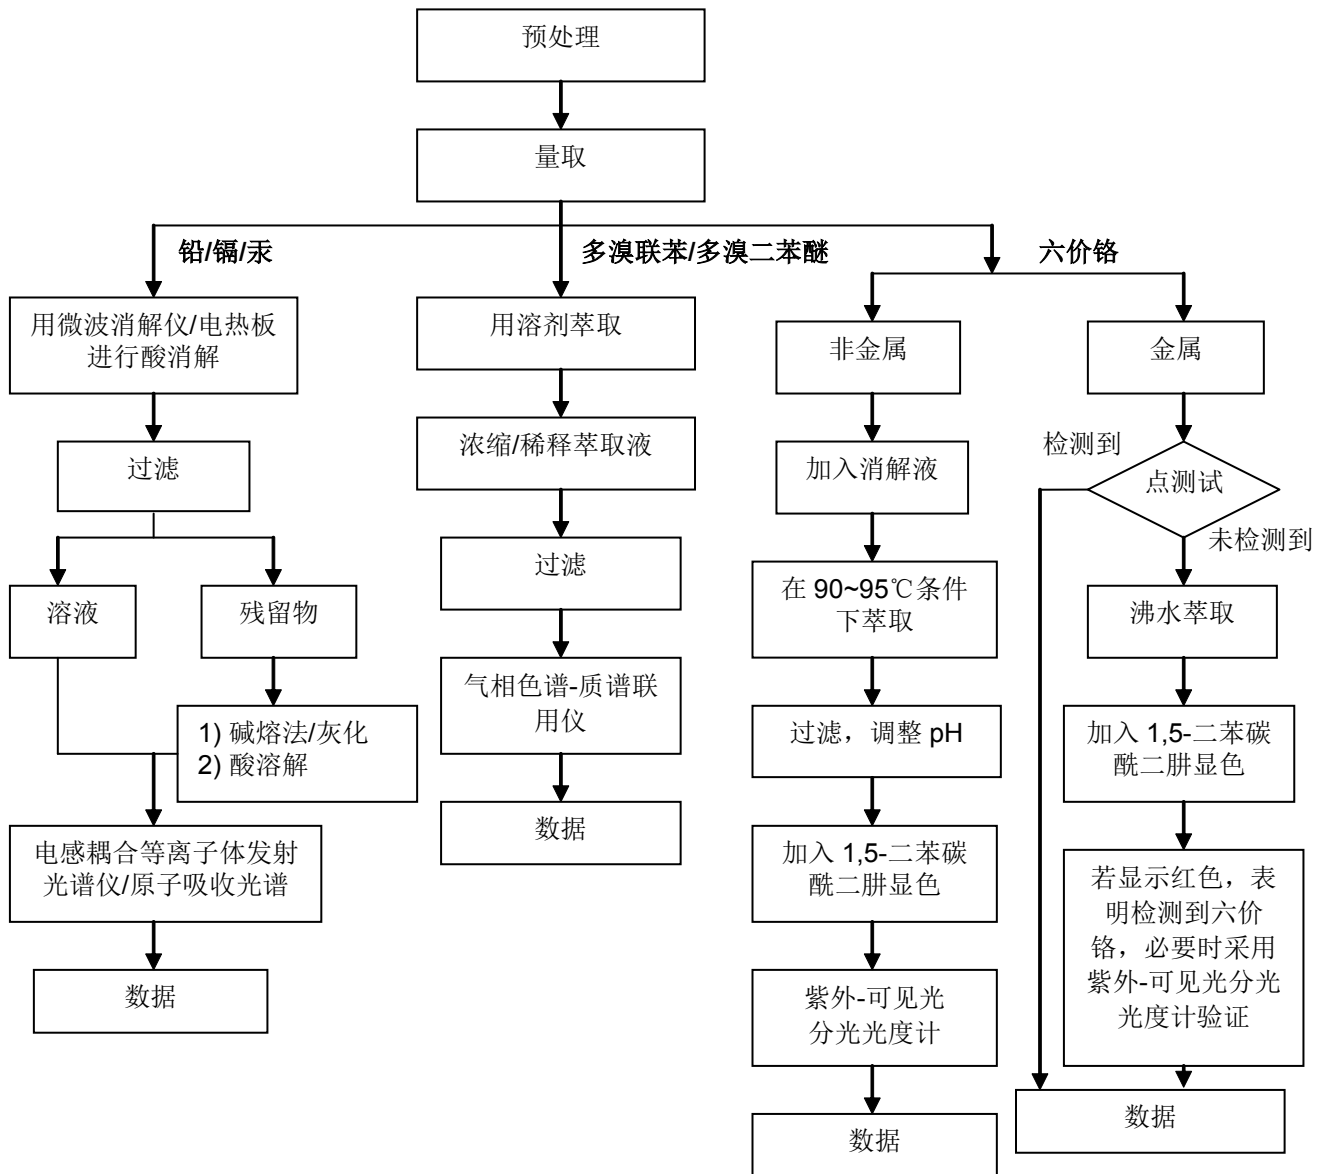 预处理
量取
铅/镉/汞
多溴联苯/多溴二苯醚
六价铬
用微波消解仪/电热板
进行酸消解
过滤
溶液
残留物
1) 碱熔法/灰化
2) 酸溶解
电感耦合等离子体发射
光谱仪/原子吸收光谱
数据
用溶剂萃取
浓缩/稀释萃取液
过滤
气相色谱-质谱联
用仪
数据
非金属
加入消解液
在 90~95℃条件
下萃取
过滤，调整 pH
加入 1,5-二苯碳
酰二肼显色
紫外-可见光
分光光度计
数据
金属
检测到
点测试
未检测到
沸水萃取
加入 1,5-二苯碳
酰二肼显色
若显示红色，表
明检测到六价
铬，必要时采用
紫外-可见光分光
光度计验证
数据